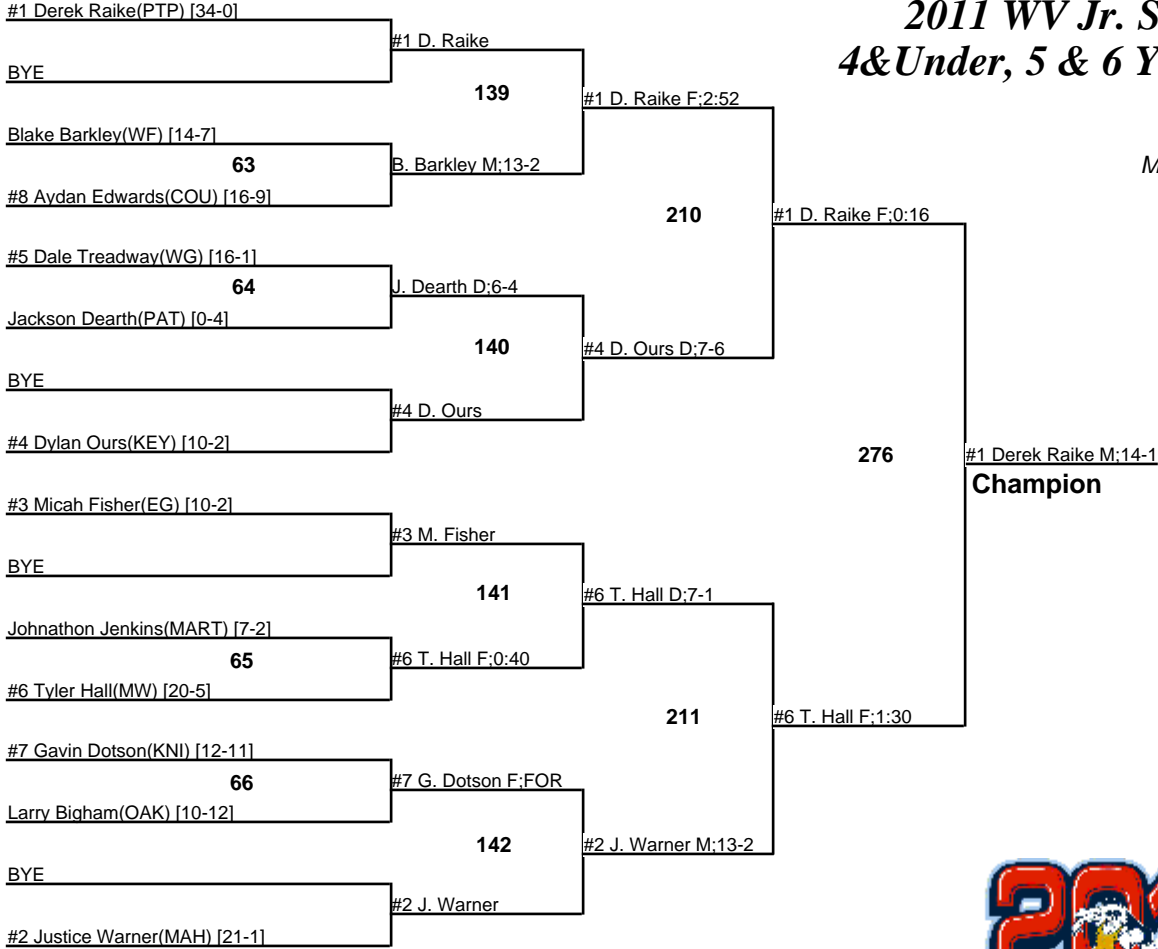 #1 Derek Raike(PTP) [34-0]
2011 WV Jr. S
#1 D. Raike
4&Under, 5 & 6 Y
BYE
139
#1 D. Raike F;2:52
Blake Barkley(WF) [14-7]
63
B. Barkley M;13-2
M
#8 Aydan Edwards(COU) [16-9]
210
#1 D. Raike F;0:16
#5 Dale Treadway(WG) [16-1]
64
J. Dearth D;6-4
Jackson Dearth(PAT) [0-4]
140
#4 D. Ours D;7-6
BYE
#4 D. Ours
#4 Dylan Ours(KEY) [10-2]
276
#1 Derek Raike M;14-1
Champion
#3 Micah Fisher(EG) [10-2]
#3 M. Fisher
BYE
141
#6 T. Hall D;7-1
Johnathon Jenkins(MART) [7-2]
65
#6 T. Hall F;0:40
#6 Tyler Hall(MW) [20-5]
211
#6 T. Hall F;1:30
#7 Gavin Dotson(KNI) [12-11]
66
#7 G. Dotson F;FOR
Larry Bigham(OAK) [10-12]
142
#2 J. Warner M;13-2
BYE
#2 J. Warner
#2 Justice Warner(MAH) [21-1]